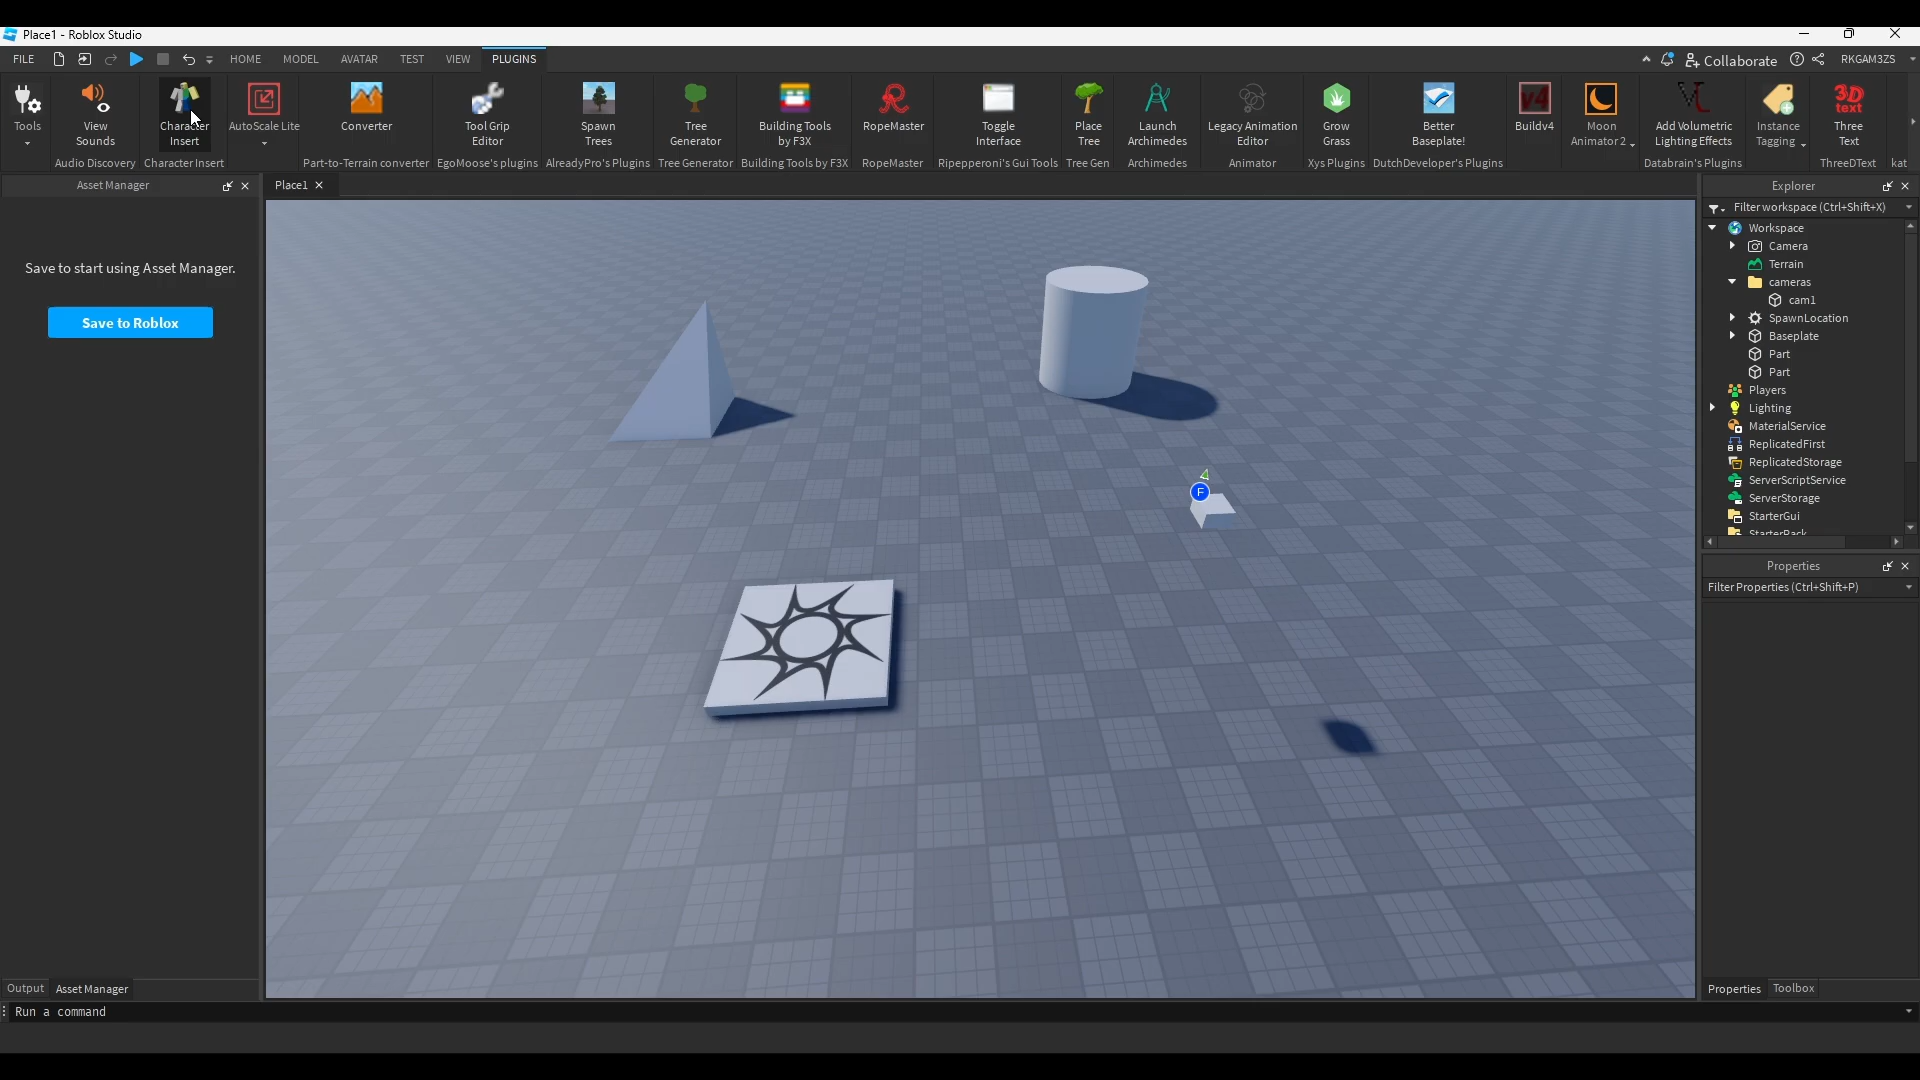 Place1 - Roblox Studio
FILE HOME MODEL AVATAR TEST VIEW PLUGINS Collaborate RKGAM3ZS
Tools
View Sounds
Audio Discovery
Character Insert
Character Insert
AutoScale Lite
Converter
Part-to-Terrain converter
Tool Grip Editor
EgoMoose's plugins
Spawn Trees
AlreadyPro's Plugins
Tree Generator
Tree Generator
Building Tools by F3X
Building Tools by F3X
RopeMaster
RopeMaster
Toggle Interface
Ripepperoni's Gui Tools
Place Tree
Tree Gen
Launch Archimedes
Archimedes
Legacy Animation Editor
Animator
Grow Grass
Xys Plugins
Better Baseplate!
DutchDeveloper's Plugins
v4
Buildv4
Moon Animator 2
Add Volumetric Lighting Effects
Databrain's Plugins
Instance Tagging
3D text
Three Text
ThreeDText
kat
Asset Manager
Save to start using Asset Manager.
Save to Roblox
Place1
F
Explorer
Filter workspace (Ctrl+Shift+X)
Workspace
Camera
Terrain
cameras
cam1
SpawnLocation
Baseplate
Part
Part
Players
Lighting
MaterialService
ReplicatedFirst
ReplicatedStorage
ServerScriptService
ServerStorage
StarterGui
StarterPack
Properties
Filter Properties (Ctrl+Shift+P)
Output Asset Manager
Properties Toolbox
Run a command